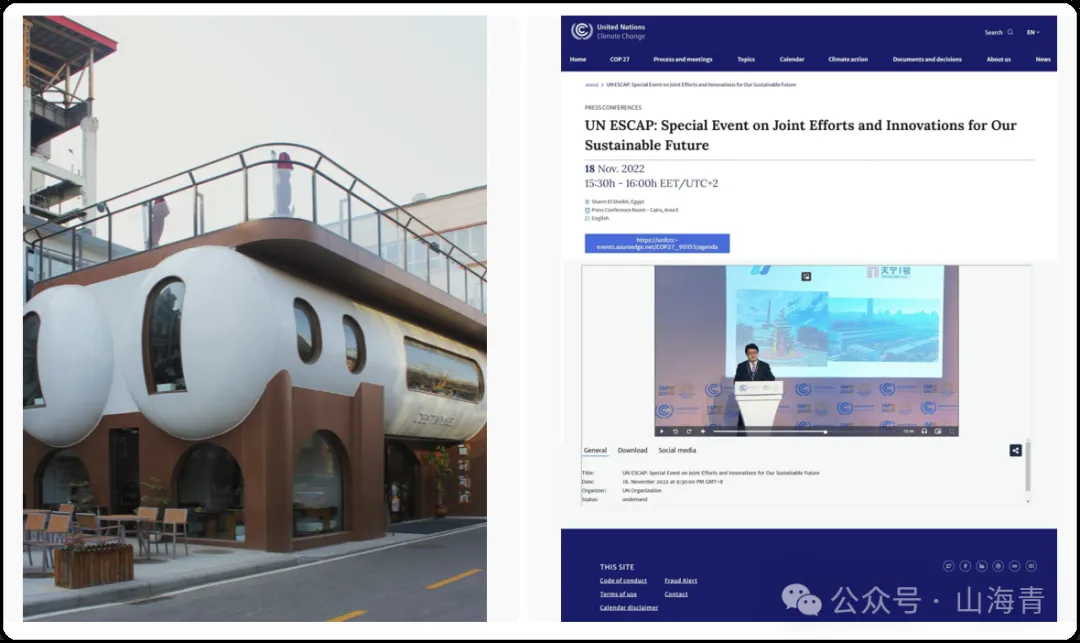 United Nations
Climate Change
Search
EN
Home
COP 27
Process and meetings
Topics
Calendar
Climate action
Documents and decisions
About us
News
UN ESCAP: Special Event on Joint Efforts and Innovations for Our Sustainable Future
PRESS CONFERENCES
UN ESCAP: Special Event on Joint Efforts and Innovations for Our
Sustainable Future
18 Nov. 2022
15:30h - 16:00h EET/UTC+2
Sharm El Sheikh, Egypt
Press Conference Room - Cairo, Area E
English
https://unfccc-
events.azureedge.net/COP27_90355/agenda
天宁1号
General
Download
Social media
Title:
UN ESCAP: Special Event on Joint Efforts and Innovations for Our Sustainable Future
Date:
18. November 2022 at 9:30:00 PM GMT+8
Organizer:
UN Organization
Status:
ondemand
THIS SITE
Code of conduct
Fraud Alert
Terms of use
Contact
Calendar disclaimer
公众号 · 山海青